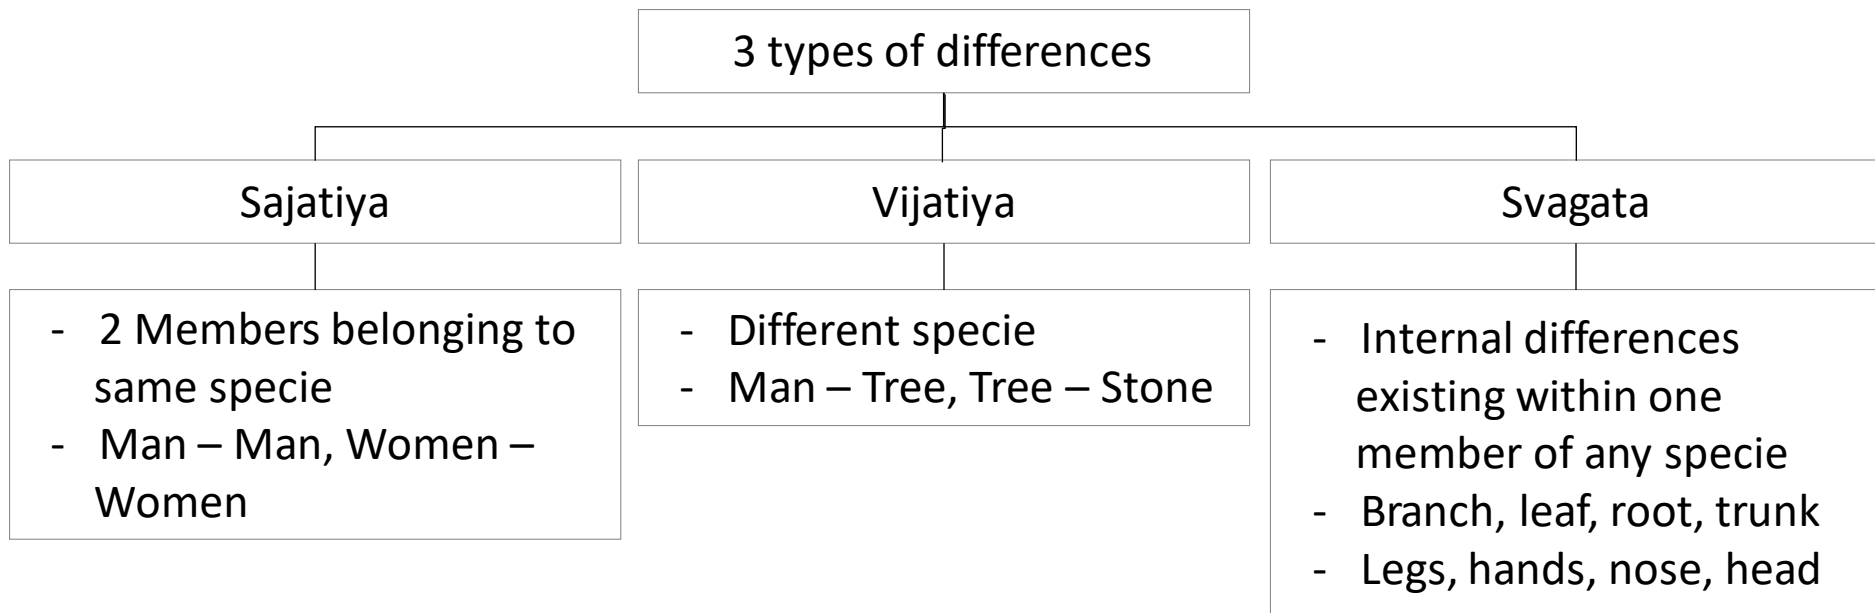 3 types of differences
Sajatiya
Vijatiya
Svagata
- 2 Members belonging to
same specie
- Man – Man, Women –
Women
- Different specie
- Man – Tree, Tree – Stone
- Internal differences
existing within one
member of any specie
- Branch, leaf, root, trunk
- Legs, hands, nose, head